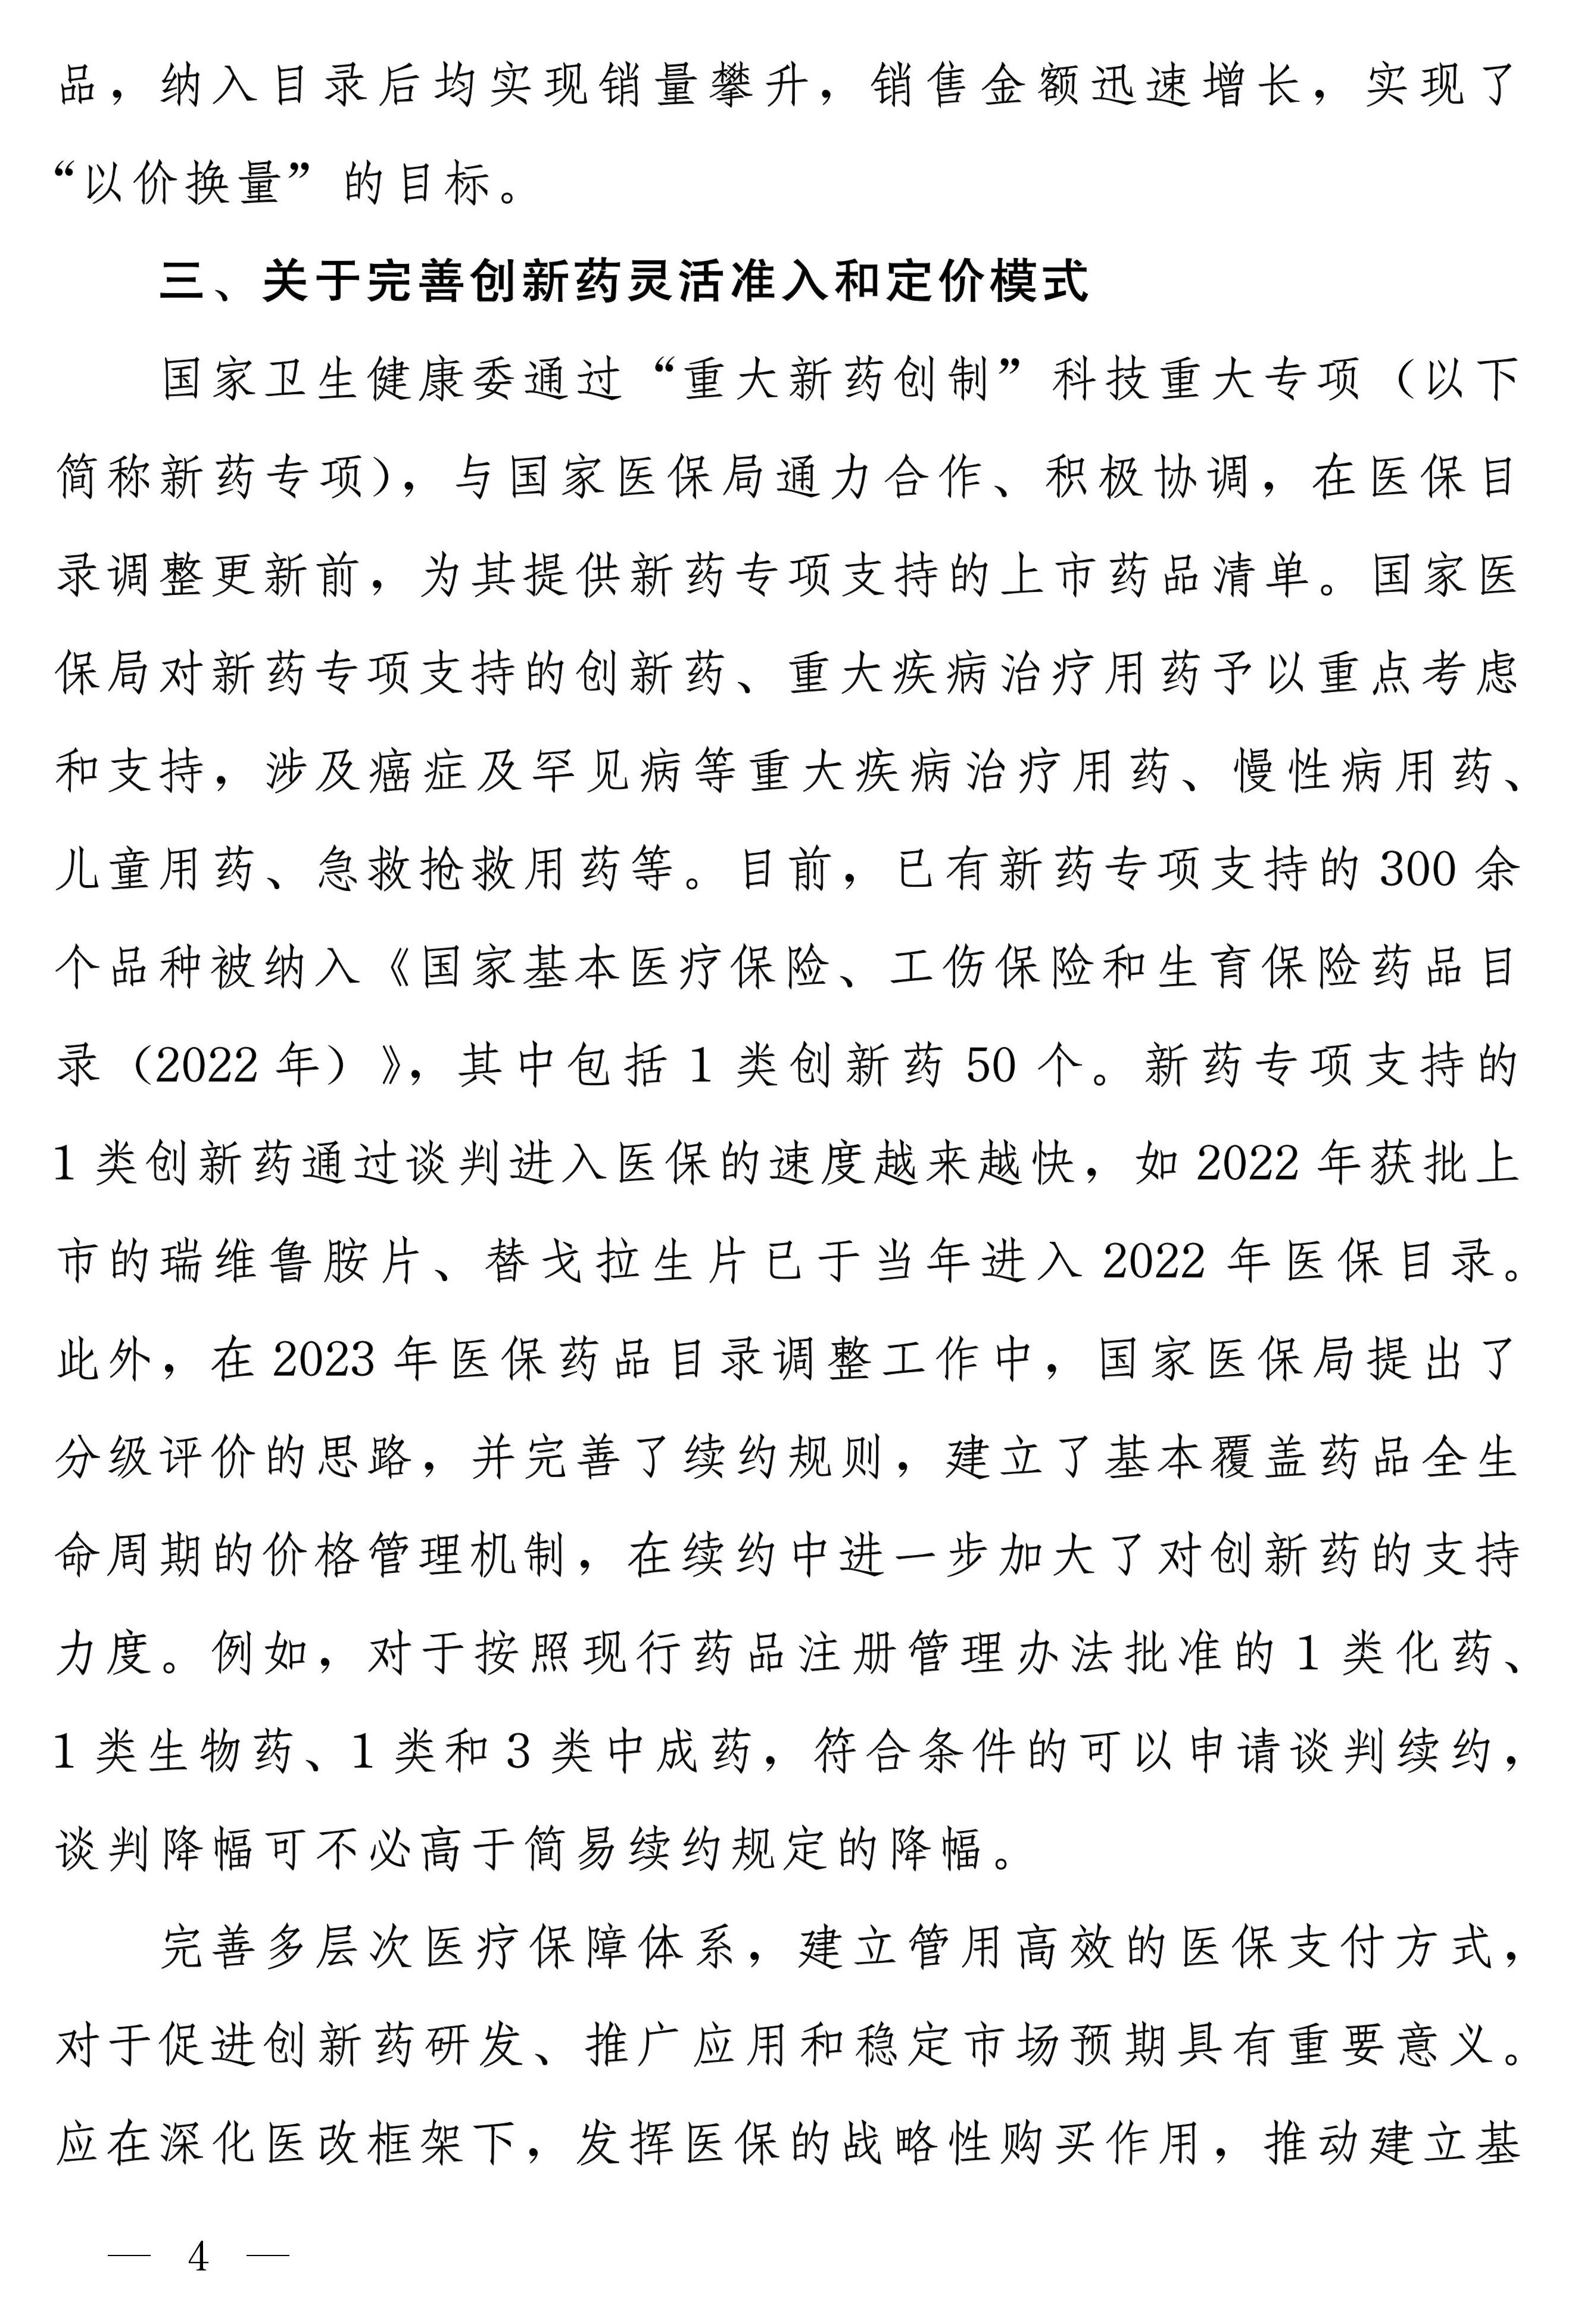 品，纳入目录后均实现销量攀升，销售金额迅速增长，实现了
“以价换量”的目标。
三、关于完善创新药灵活准入和定价模式
国家卫生健康委通过“重大新药创制”科技重大专项（以下
简称新药专项），与国家医保局通力合作、积极协调，在医保目
录调整更新前，为其提供新药专项支持的上市药品清单。国家医
保局对新药专项支持的创新药、重大疾病治疗用药予以重点考虑
和支持，涉及癌症及罕见病等重大疾病治疗用药、慢性病用药、
儿童用药、急救抢救用药等。目前，已有新药专项支持的 300 余
个品种被纳入《国家基本医疗保险、工伤保险和生育保险药品目
录（2022 年）》，其中包括 1 类创新药 50 个。新药专项支持的
1 类创新药通过谈判进入医保的速度越来越快，如 2022 年获批上
市的瑞维鲁胺片、替戈拉生片已于当年进入 2022 年医保目录。
此外，在 2023 年医保药品目录调整工作中，国家医保局提出了
分级评价的思路，并完善了续约规则，建立了基本覆盖药品全生
命周期的价格管理机制，在续约中进一步加大了对创新药的支持
力度。例如，对于按照现行药品注册管理办法批准的 1 类化药、
1 类生物药、1 类和 3 类中成药，符合条件的可以申请谈判续约，
谈判降幅可不必高于简易续约规定的降幅。
完善多层次医疗保障体系，建立管用高效的医保支付方式，
对于促进创新药研发、推广应用和稳定市场预期具有重要意义。
应在深化医改框架下，发挥医保的战略性购买作用，推动建立基
— 4 —